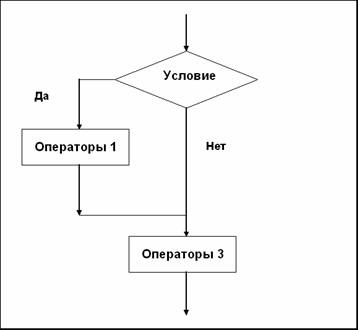 Условие
Да
Операторы 1
Нет
Операторы 3